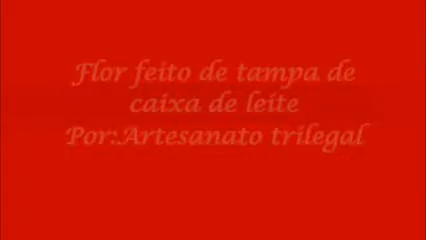 Flor feito de tampa de
caixa de leite
Por:Artesanato trilegal